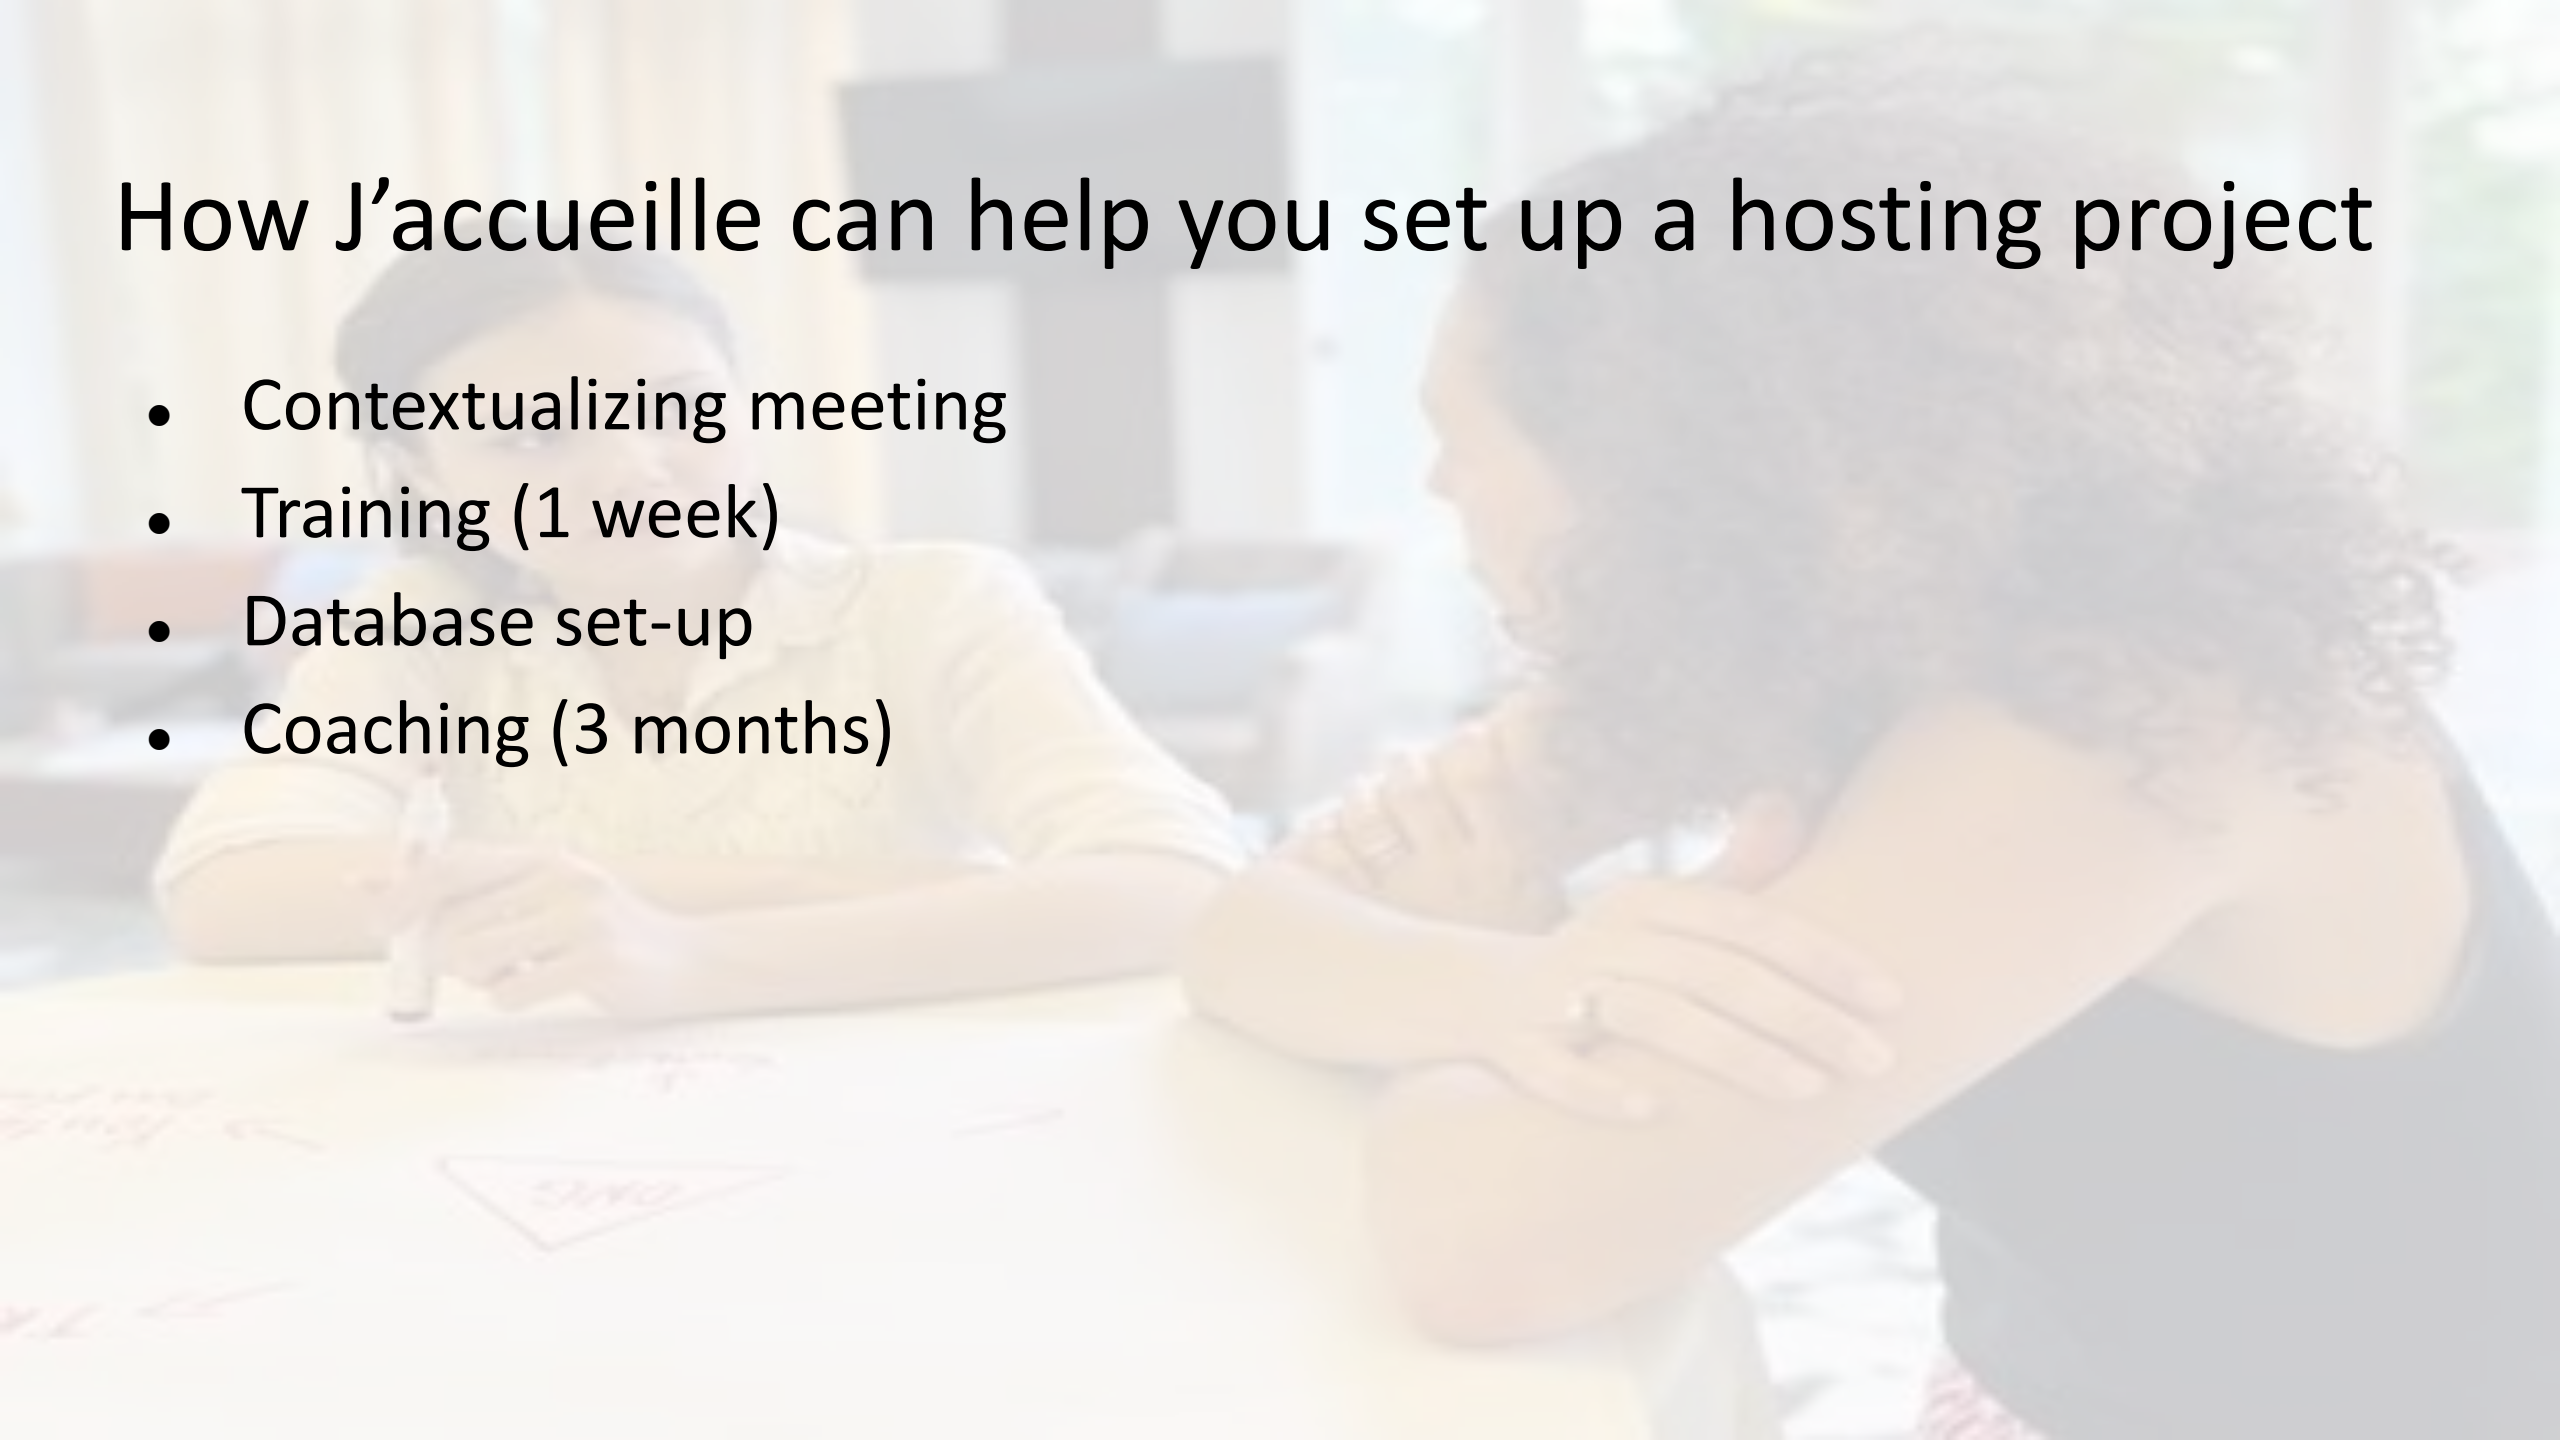 How J’accueille can help you set up a hosting project
● Contextualizing meeting
● Training (1 week)
● Database set-up
● Coaching (3 months)